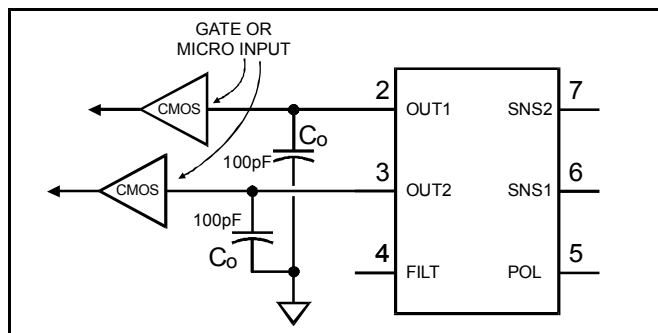 GATE OR
MICRO INPUT
CMOS
2
OUT1
SNS2
7
Co
100pF
CMOS
3
OUT2
SNS1
6
100pF
Co
4
FILT
POL
5